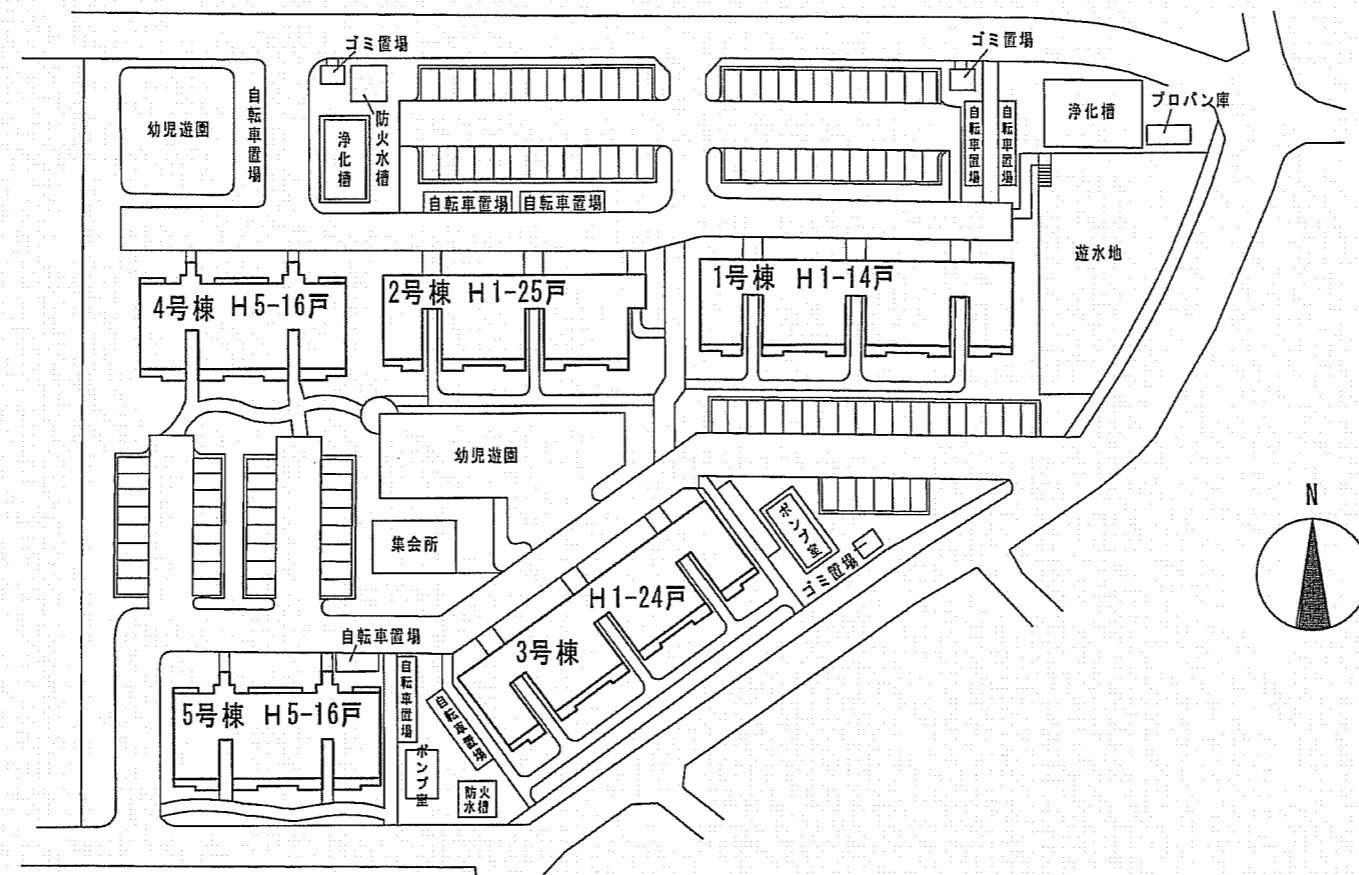 ゴミ置場
ゴミ置場
幼児遊園
自転車置場
浄化槽
防火水槽
自転車置場
自転車置場
自転車置場
自転車置場
浄化槽
プロパン庫
遊水地
4号棟 H5-16戸
2号棟 H1-25戸
1号棟 H1-14戸
幼児遊園
集会所
ポンプ室
ゴミ置場
N
H1-24戸
3号棟
自転車置場
自転車置場
自転車置場
5号棟 H5-16戸
ポンプ室
防火
水槽